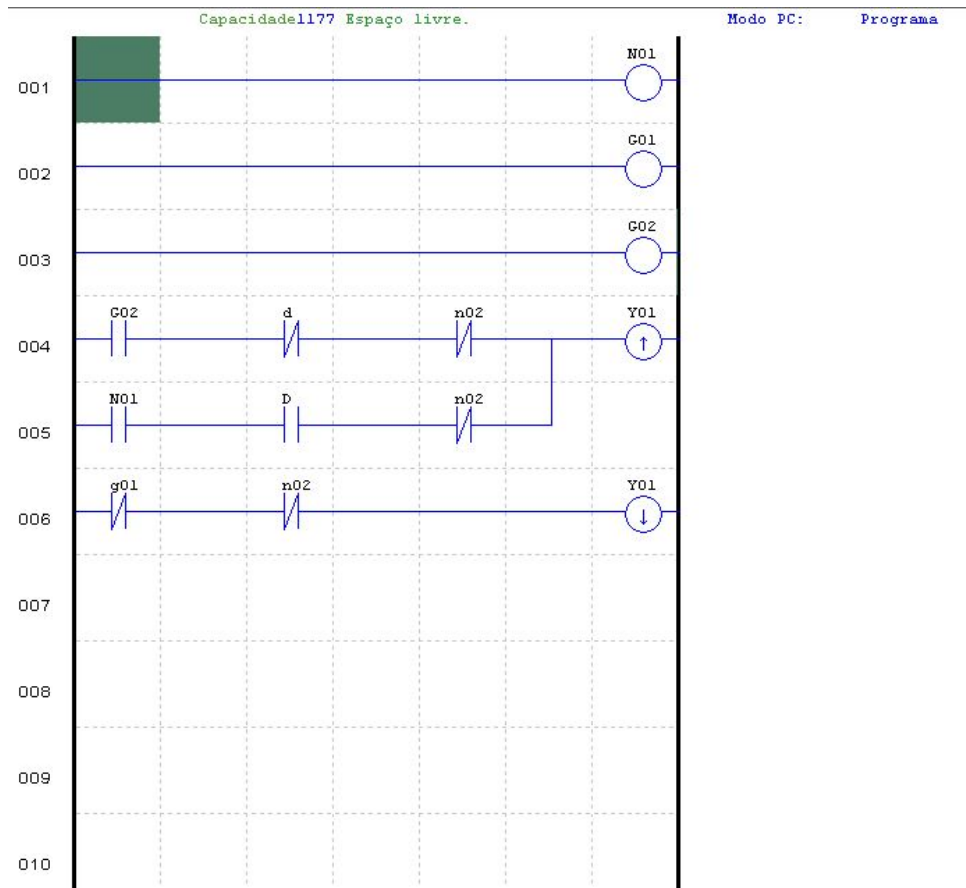 Capacidade1177 Espaço livre. Modo PC: Programa
N01
001
G01
002
G02
003
G02 d n02 Y01
004 ↑
N01 D n02
005
g01 n02 Y01
006 ↓
007
008
009
010